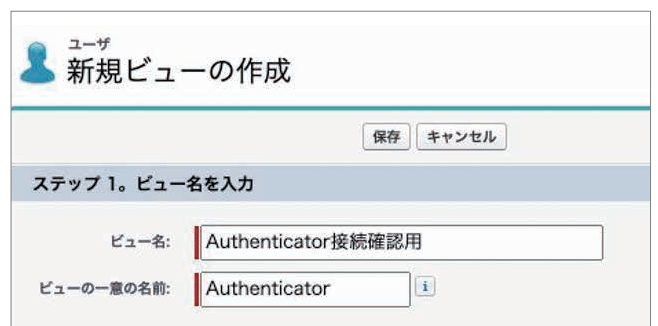 ユーザ
新規ビューの作成
保存 キャンセル
ステップ 1。ビュー名を入力
ビュー名: Authenticator接続確認用
ビューの一意の名前: Authenticator i